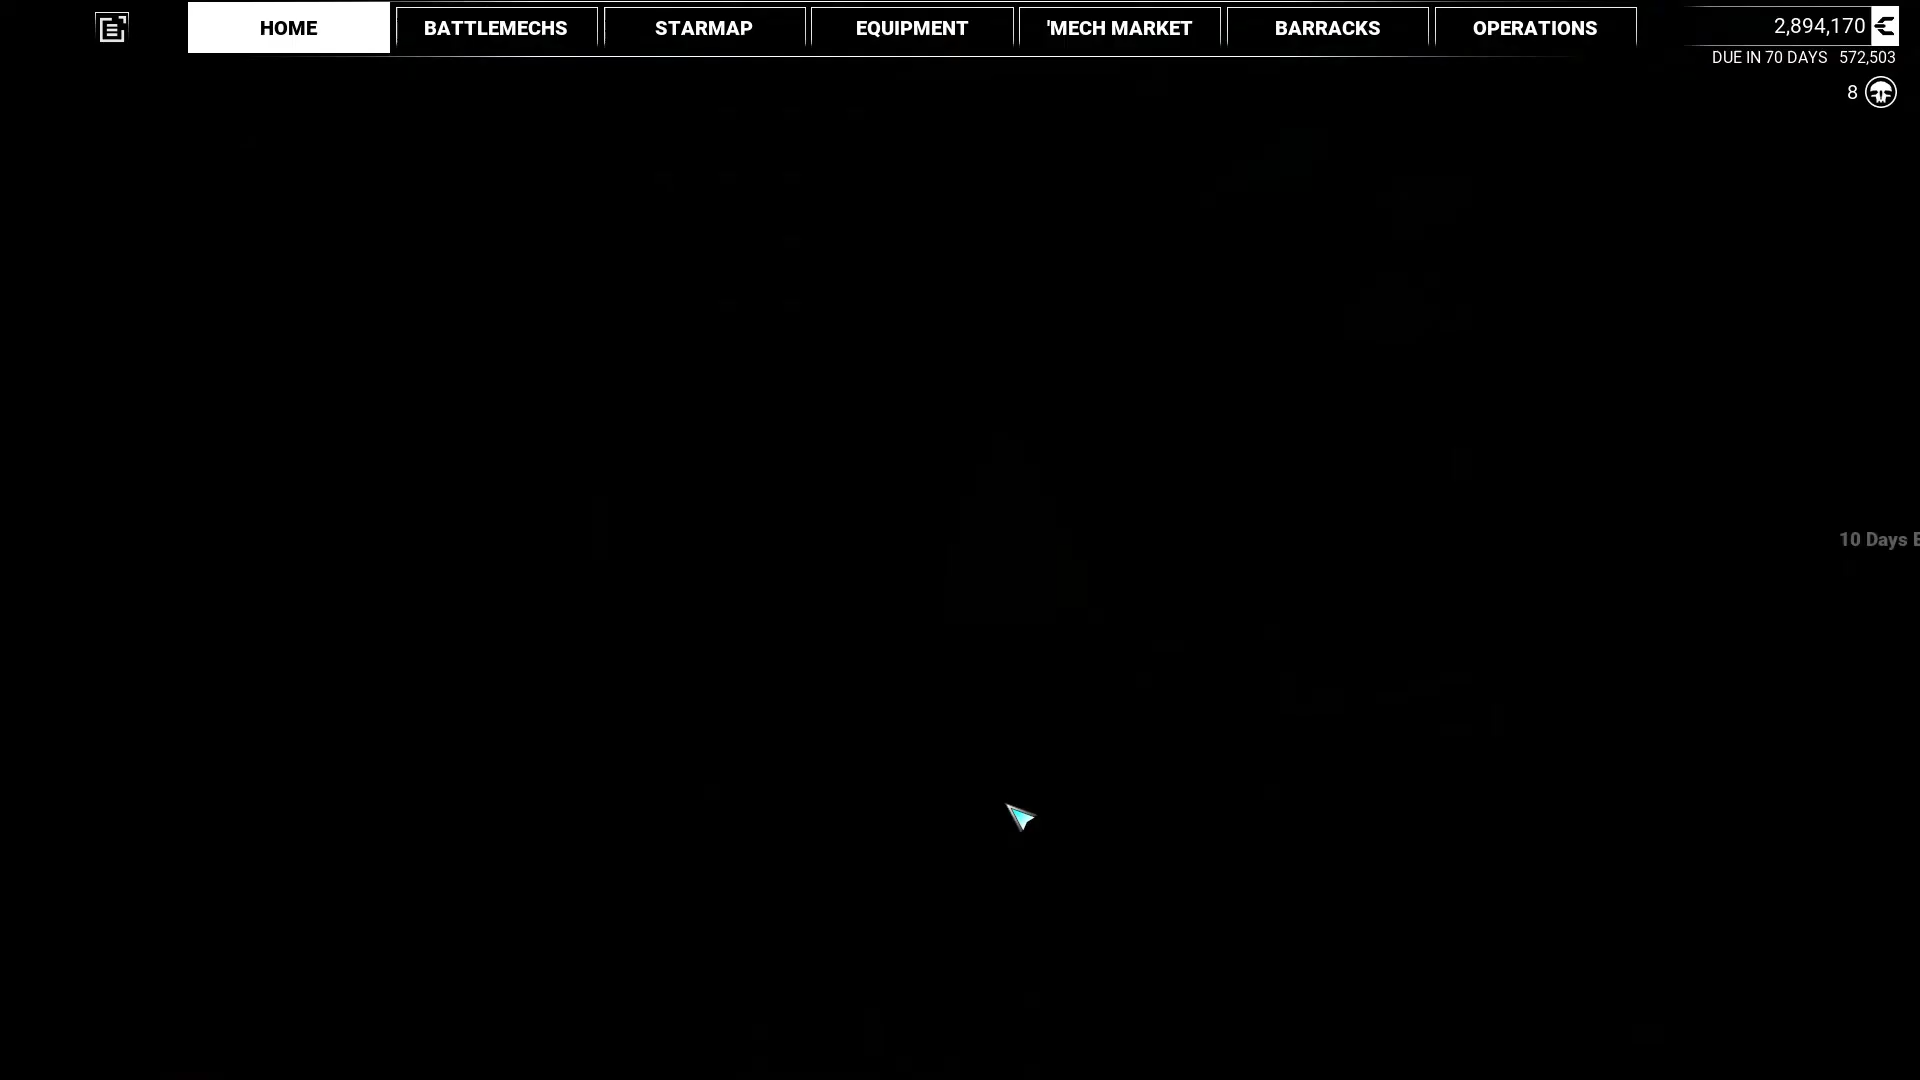 HOME
BATTLEMECHS
STARMAP
EQUIPMENT
'MECH MARKET
BARRACKS
OPERATIONS
2,894,170
DUE IN 70 DAYS 572,503
8
10 Days